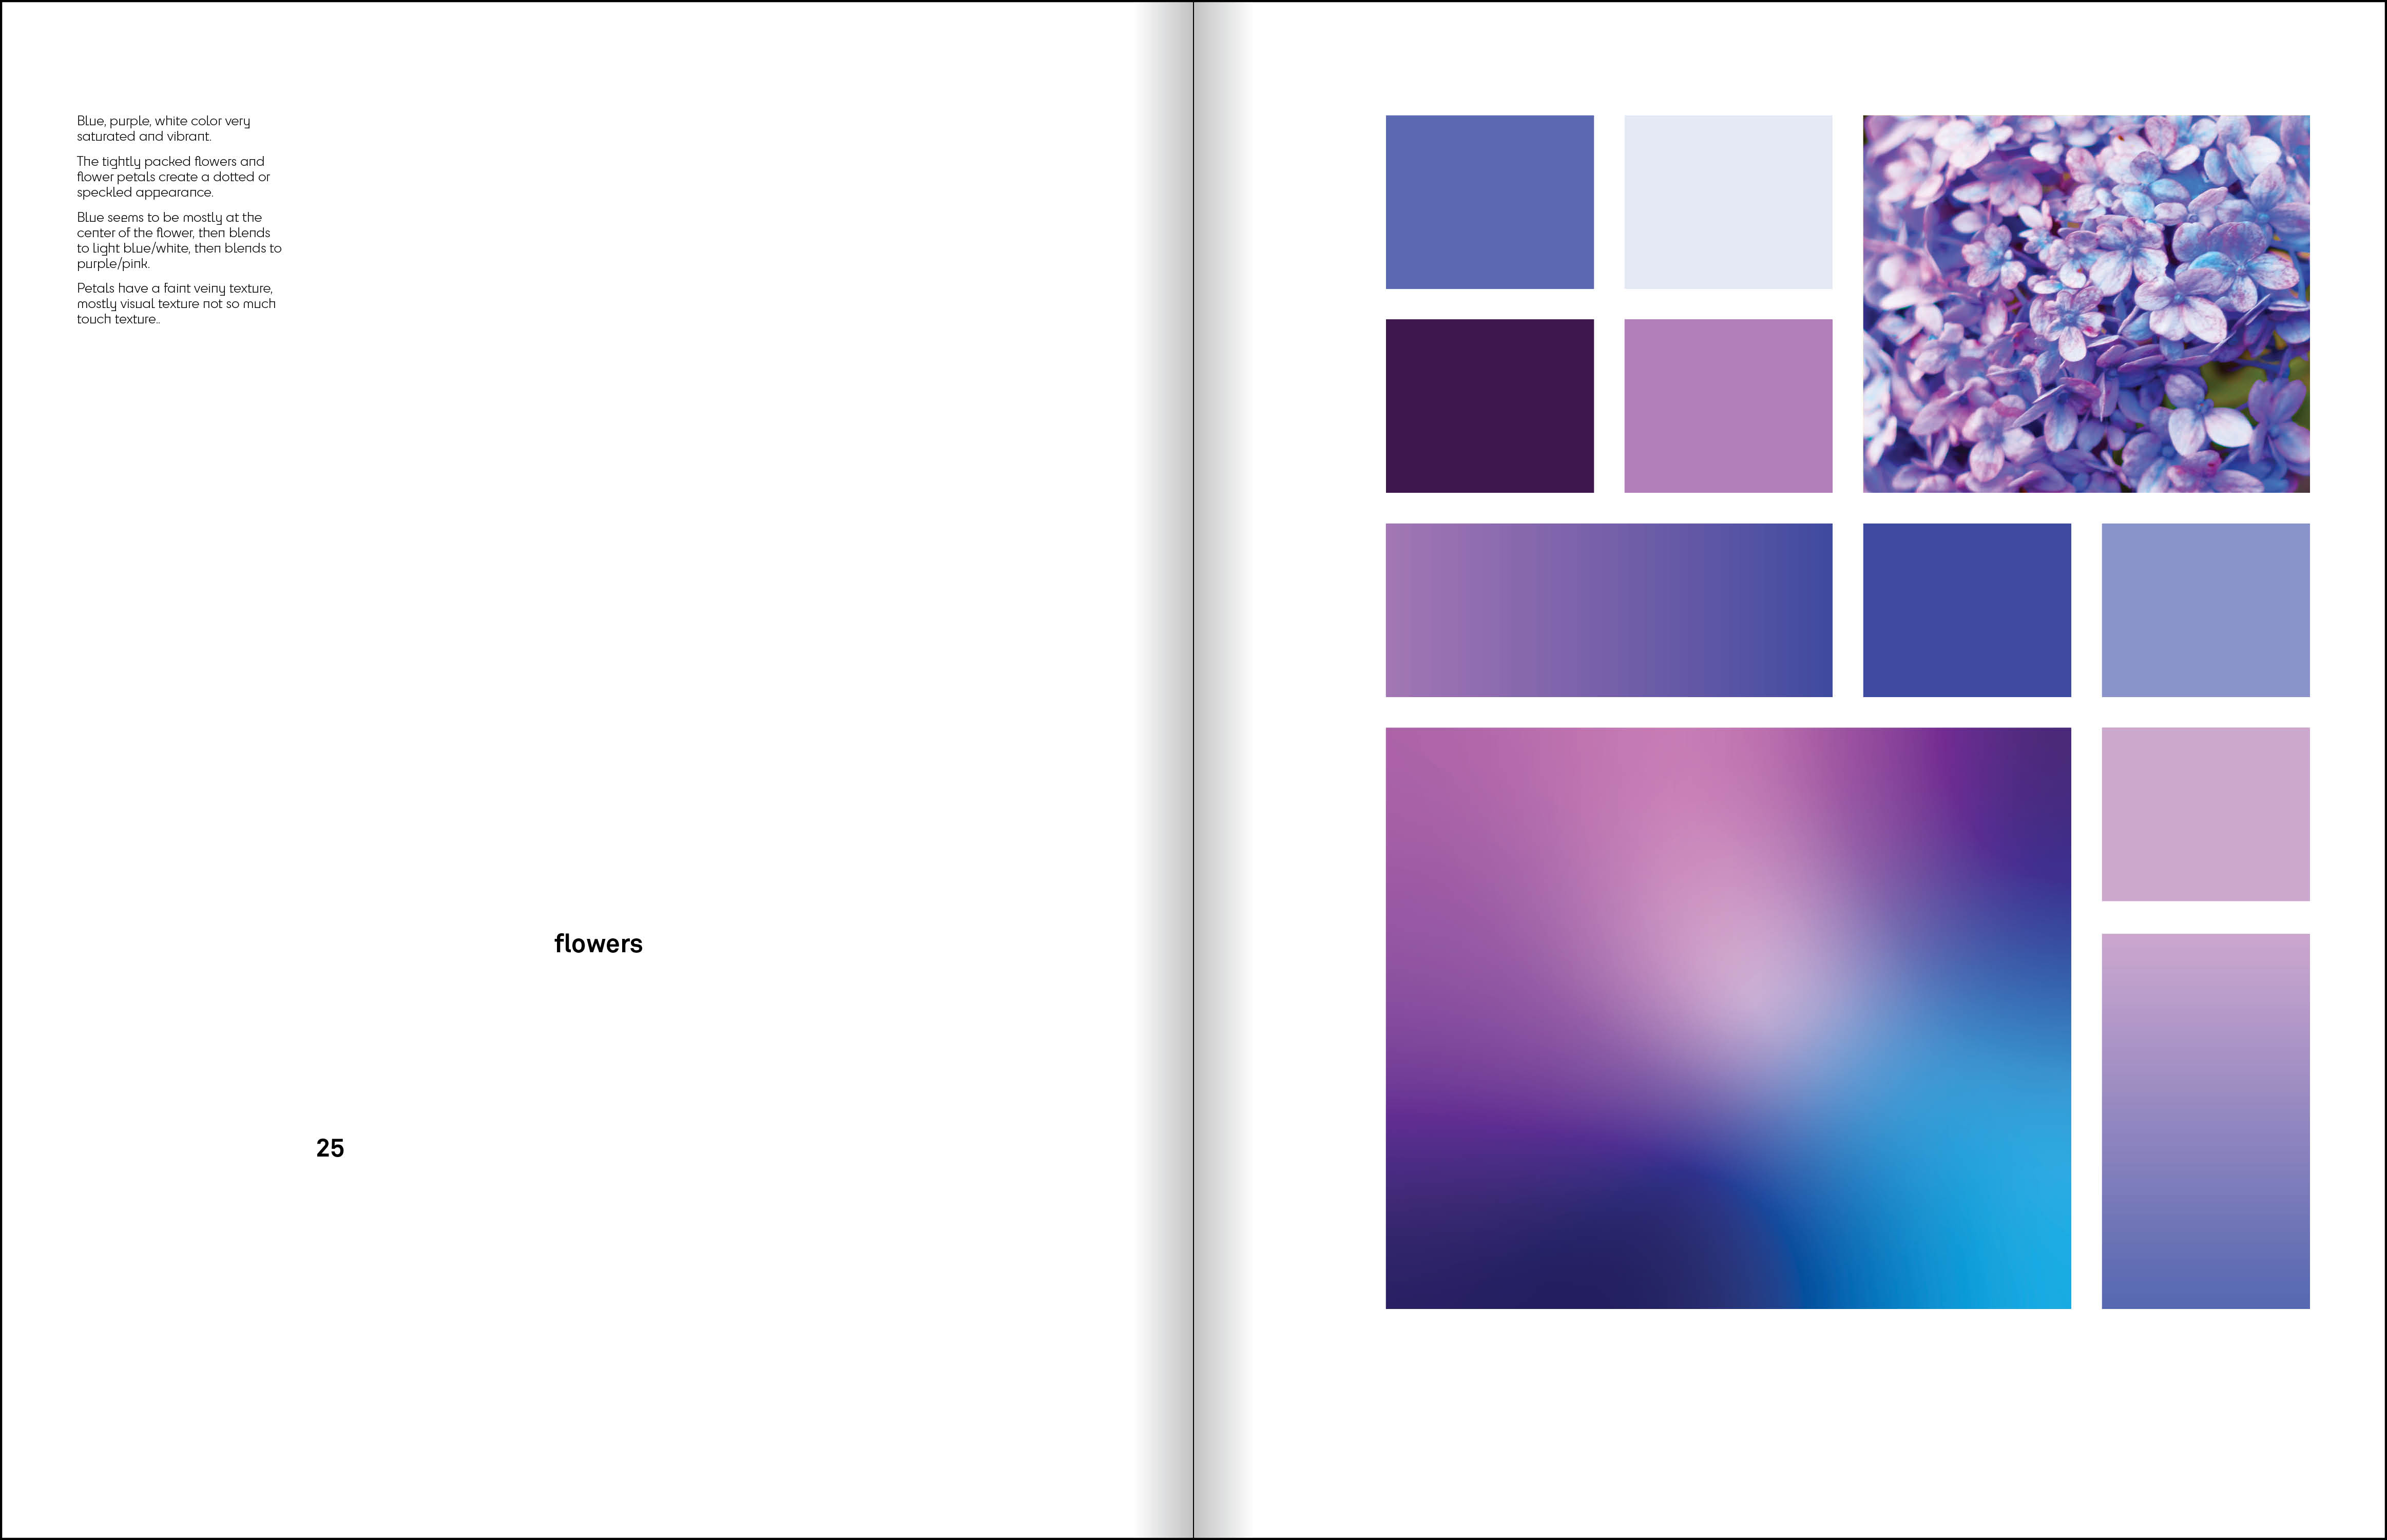 Blue, purple, white color very
saturated and vibrant.
The tightly packed flowers and
flower petals create a dotted or
speckled appearance.
Blue seems to be mostly at the
center of the flower, then blends
to light blue/white, then blends to
purple/pink.
Petals have a faint veiny texture,
mostly visual texture not so much
touch texture..
flowers
25